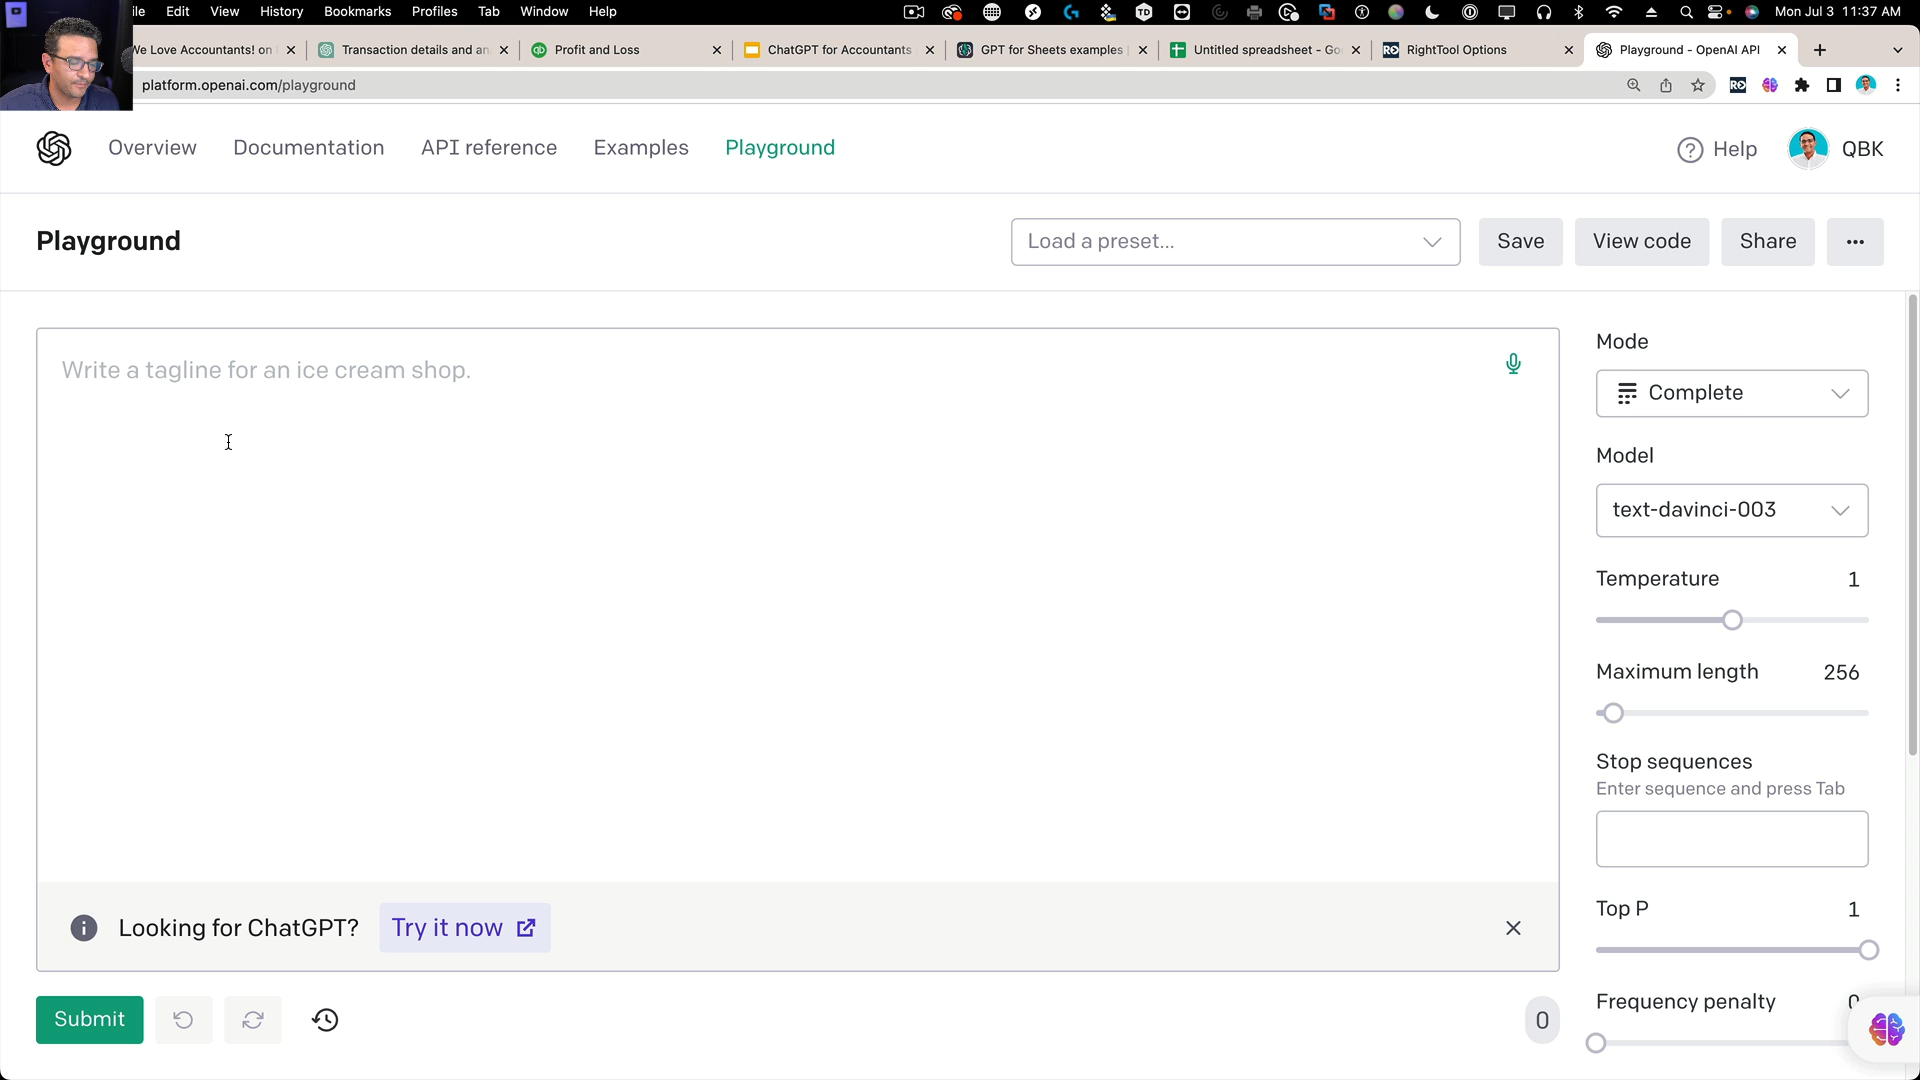 ile Edit View History Bookmarks Profiles Tab Window Help Mon Jul 3 11:37 AM
We Love Accountants! on Transaction details and an Profit and Loss ChatGPT for Accountants GPT for Sheets examples Untitled spreadsheet - Go RightTool Options Playground - OpenAI API
platform.openai.com/playground
Overview Documentation API reference Examples Playground Help QBK
Playground Load a preset... Save View code Share
Write a tagline for an ice cream shop.
Mode
Complete
Model
text-davinci-003
Temperature 1
Maximum length 256
Stop sequences
Enter sequence and press Tab
Top P 1
Looking for ChatGPT? Try it now
Frequency penalty 0
Submit 0